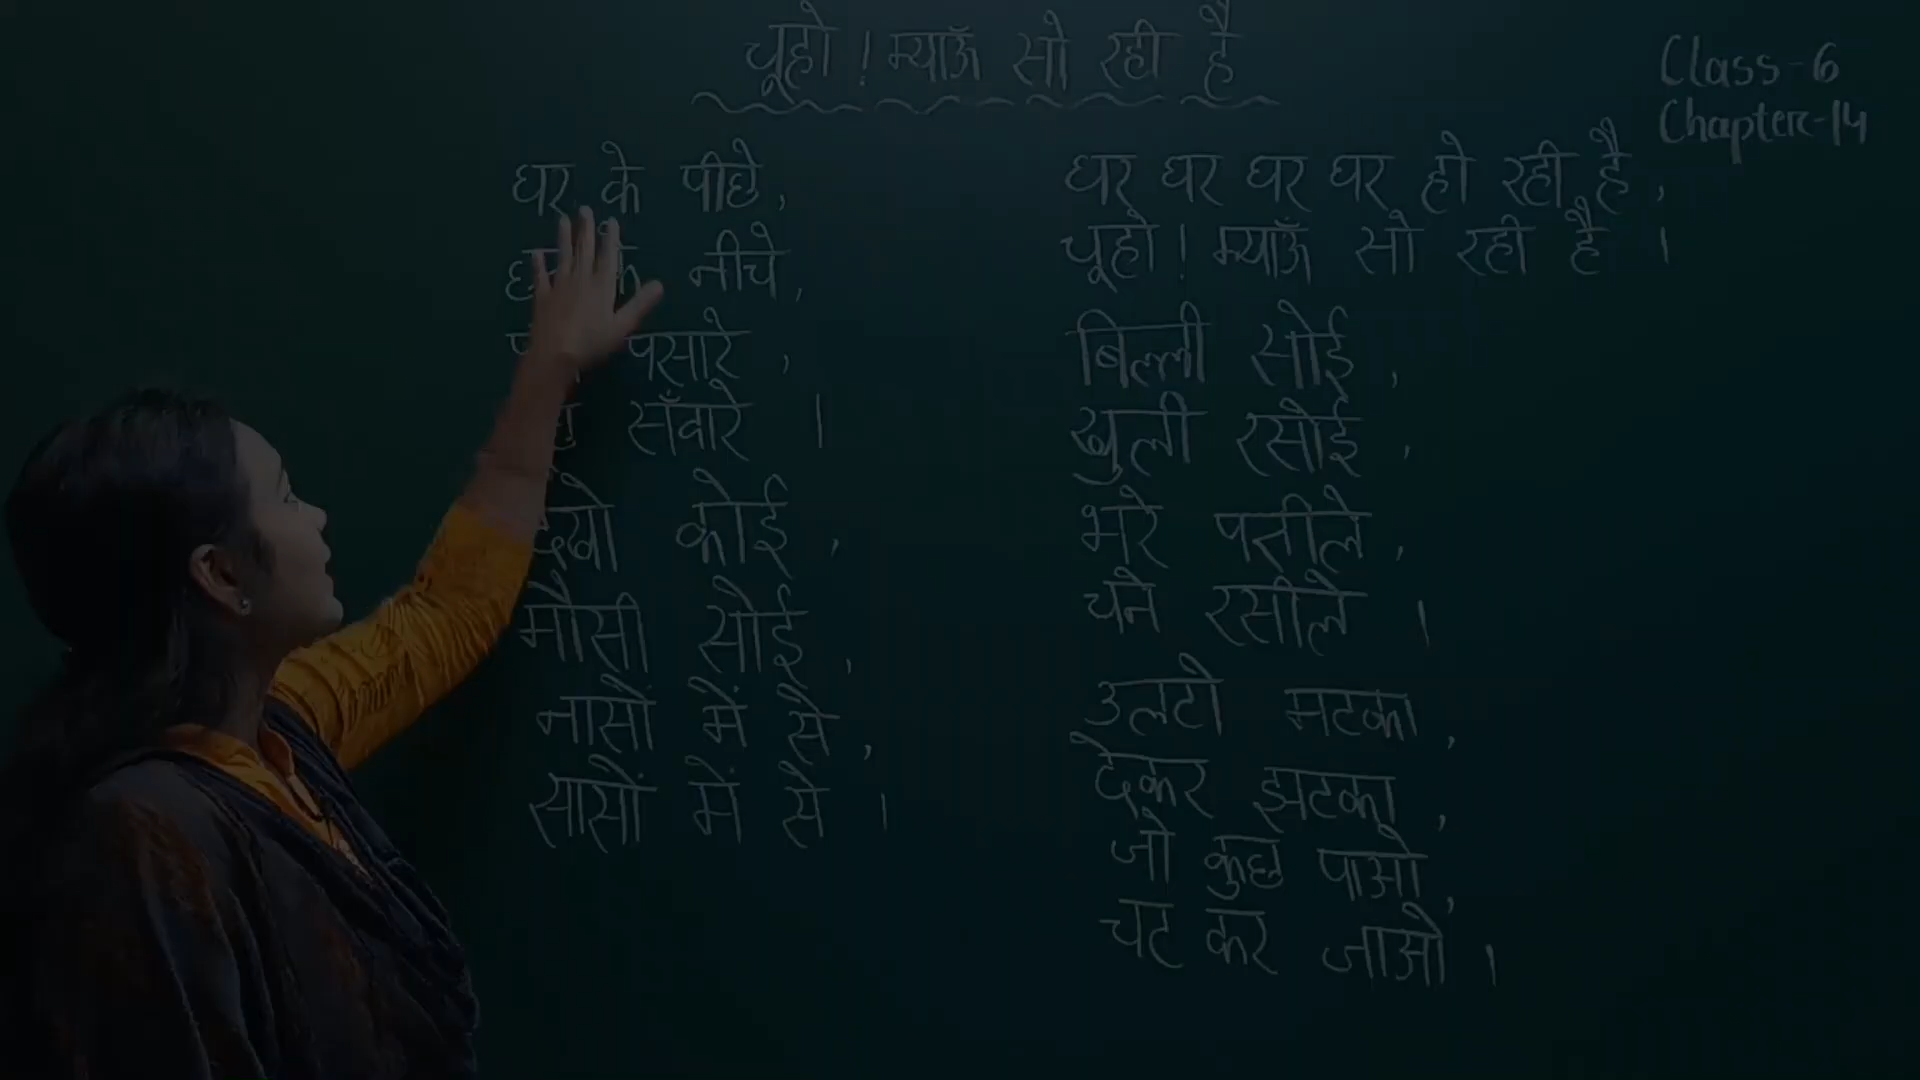 चूहो ! म्याऊँ सो रही है
Class-6
Chapter-14
घर के पीछे,
नीचे,
पसारे,
सँवारे ।
देखो कोई,
मौसी सोई,
नासों में से,
सासों में से ।
घर घर घर घर हो रही है,
चूहो ! म्याऊँ सो रही है ।
बिल्ली सोई,
खुली रसोई,
भरे पतीले,
चने रसीले ।
उलटो मटका,
देकर झटका,
जो कुछ पाओ,
चट कर जाओ ।